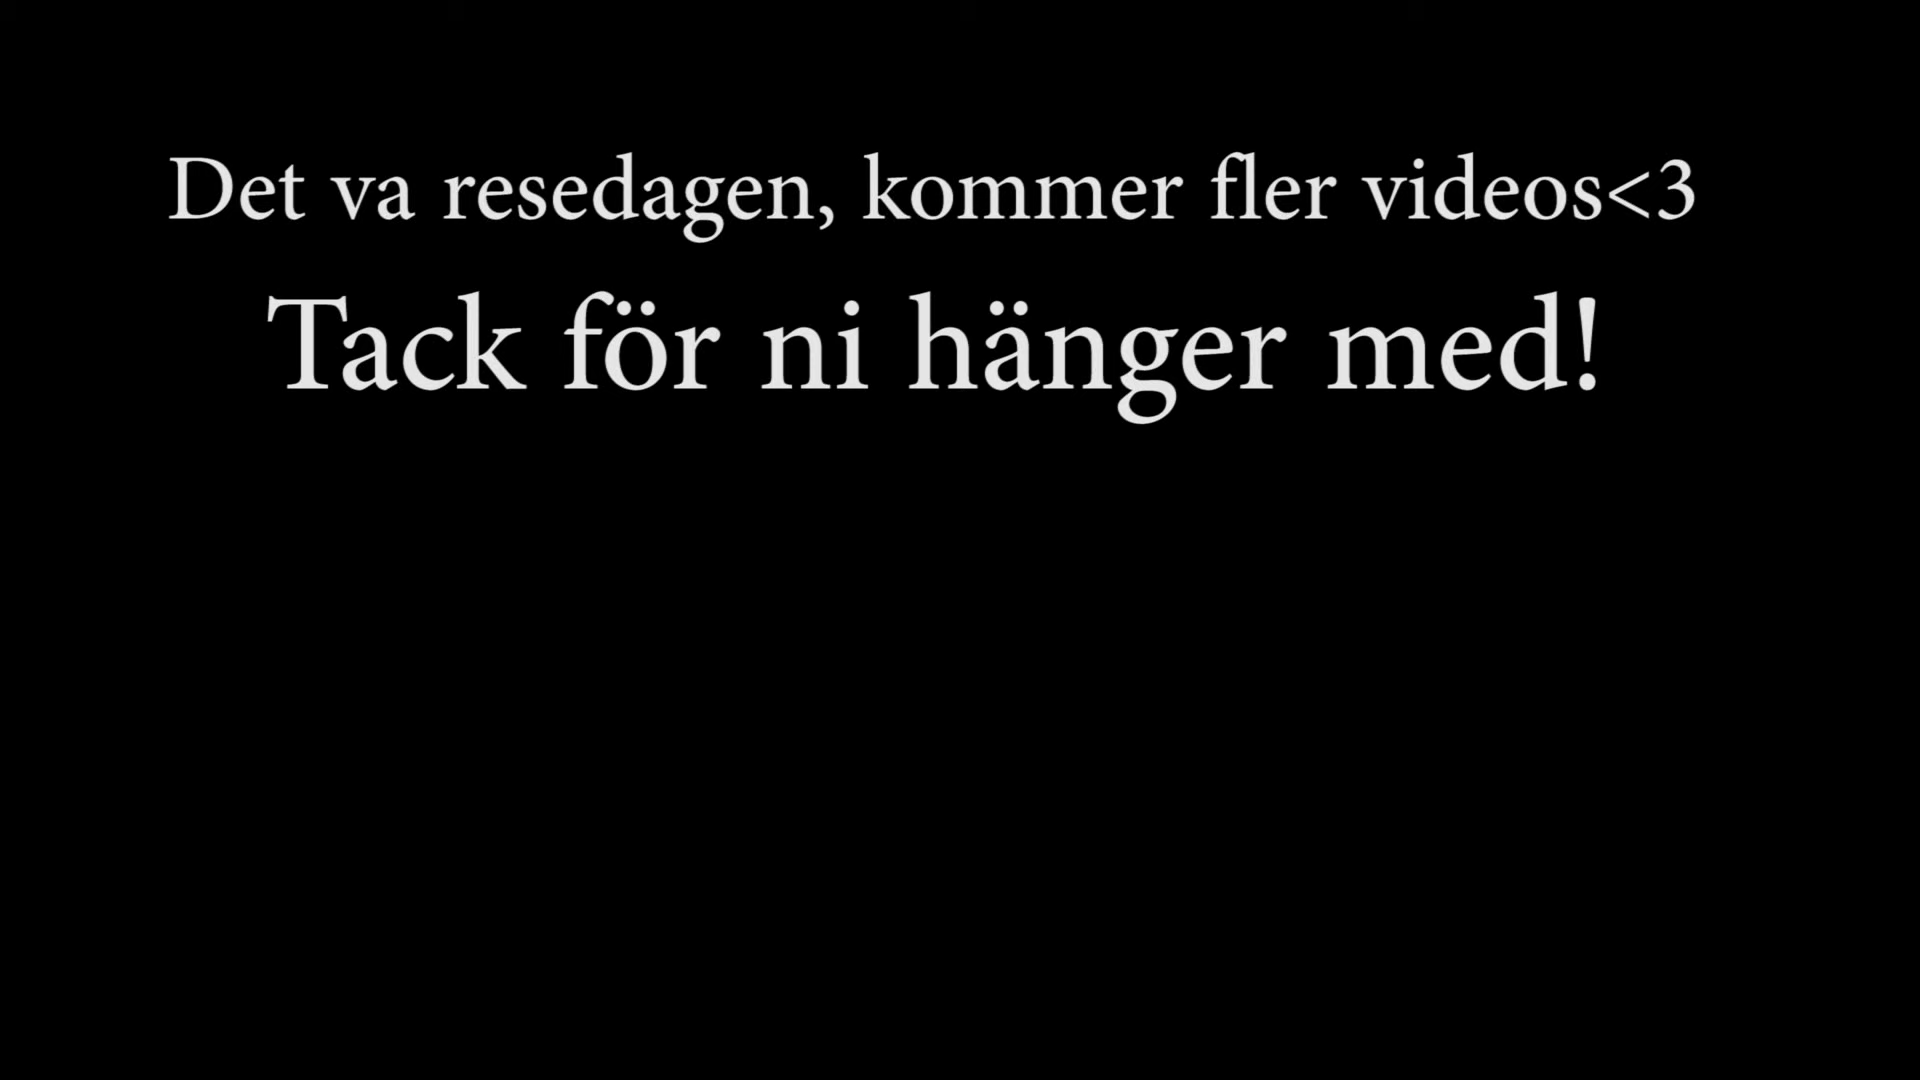 Det va resedagen, kommer fler videos<3
Tack för ni hänger med!